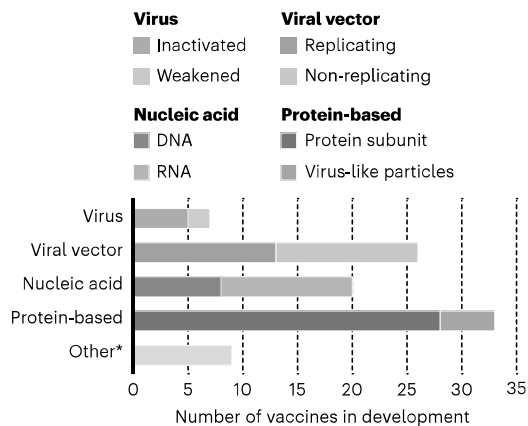 Virus
Inactivated
Weakened
Viral vector
Replicating
Non-replicating
Nucleic acid
DNA
RNA
Protein-based
Protein subunit
Virus-like particles
Virus
Viral vector
Nucleic acid
Protein-based
Other*
0 5 10 15 20 25 30 35
Number of vaccines in development